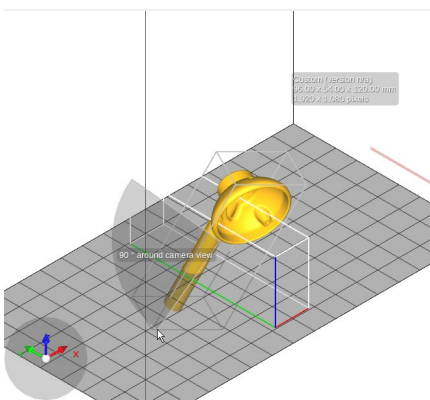 Custom (version n/a)
96.00 x 54.00 x 120.00 mm
1.920 x 1.080 pixels
90 ° around camera view
X